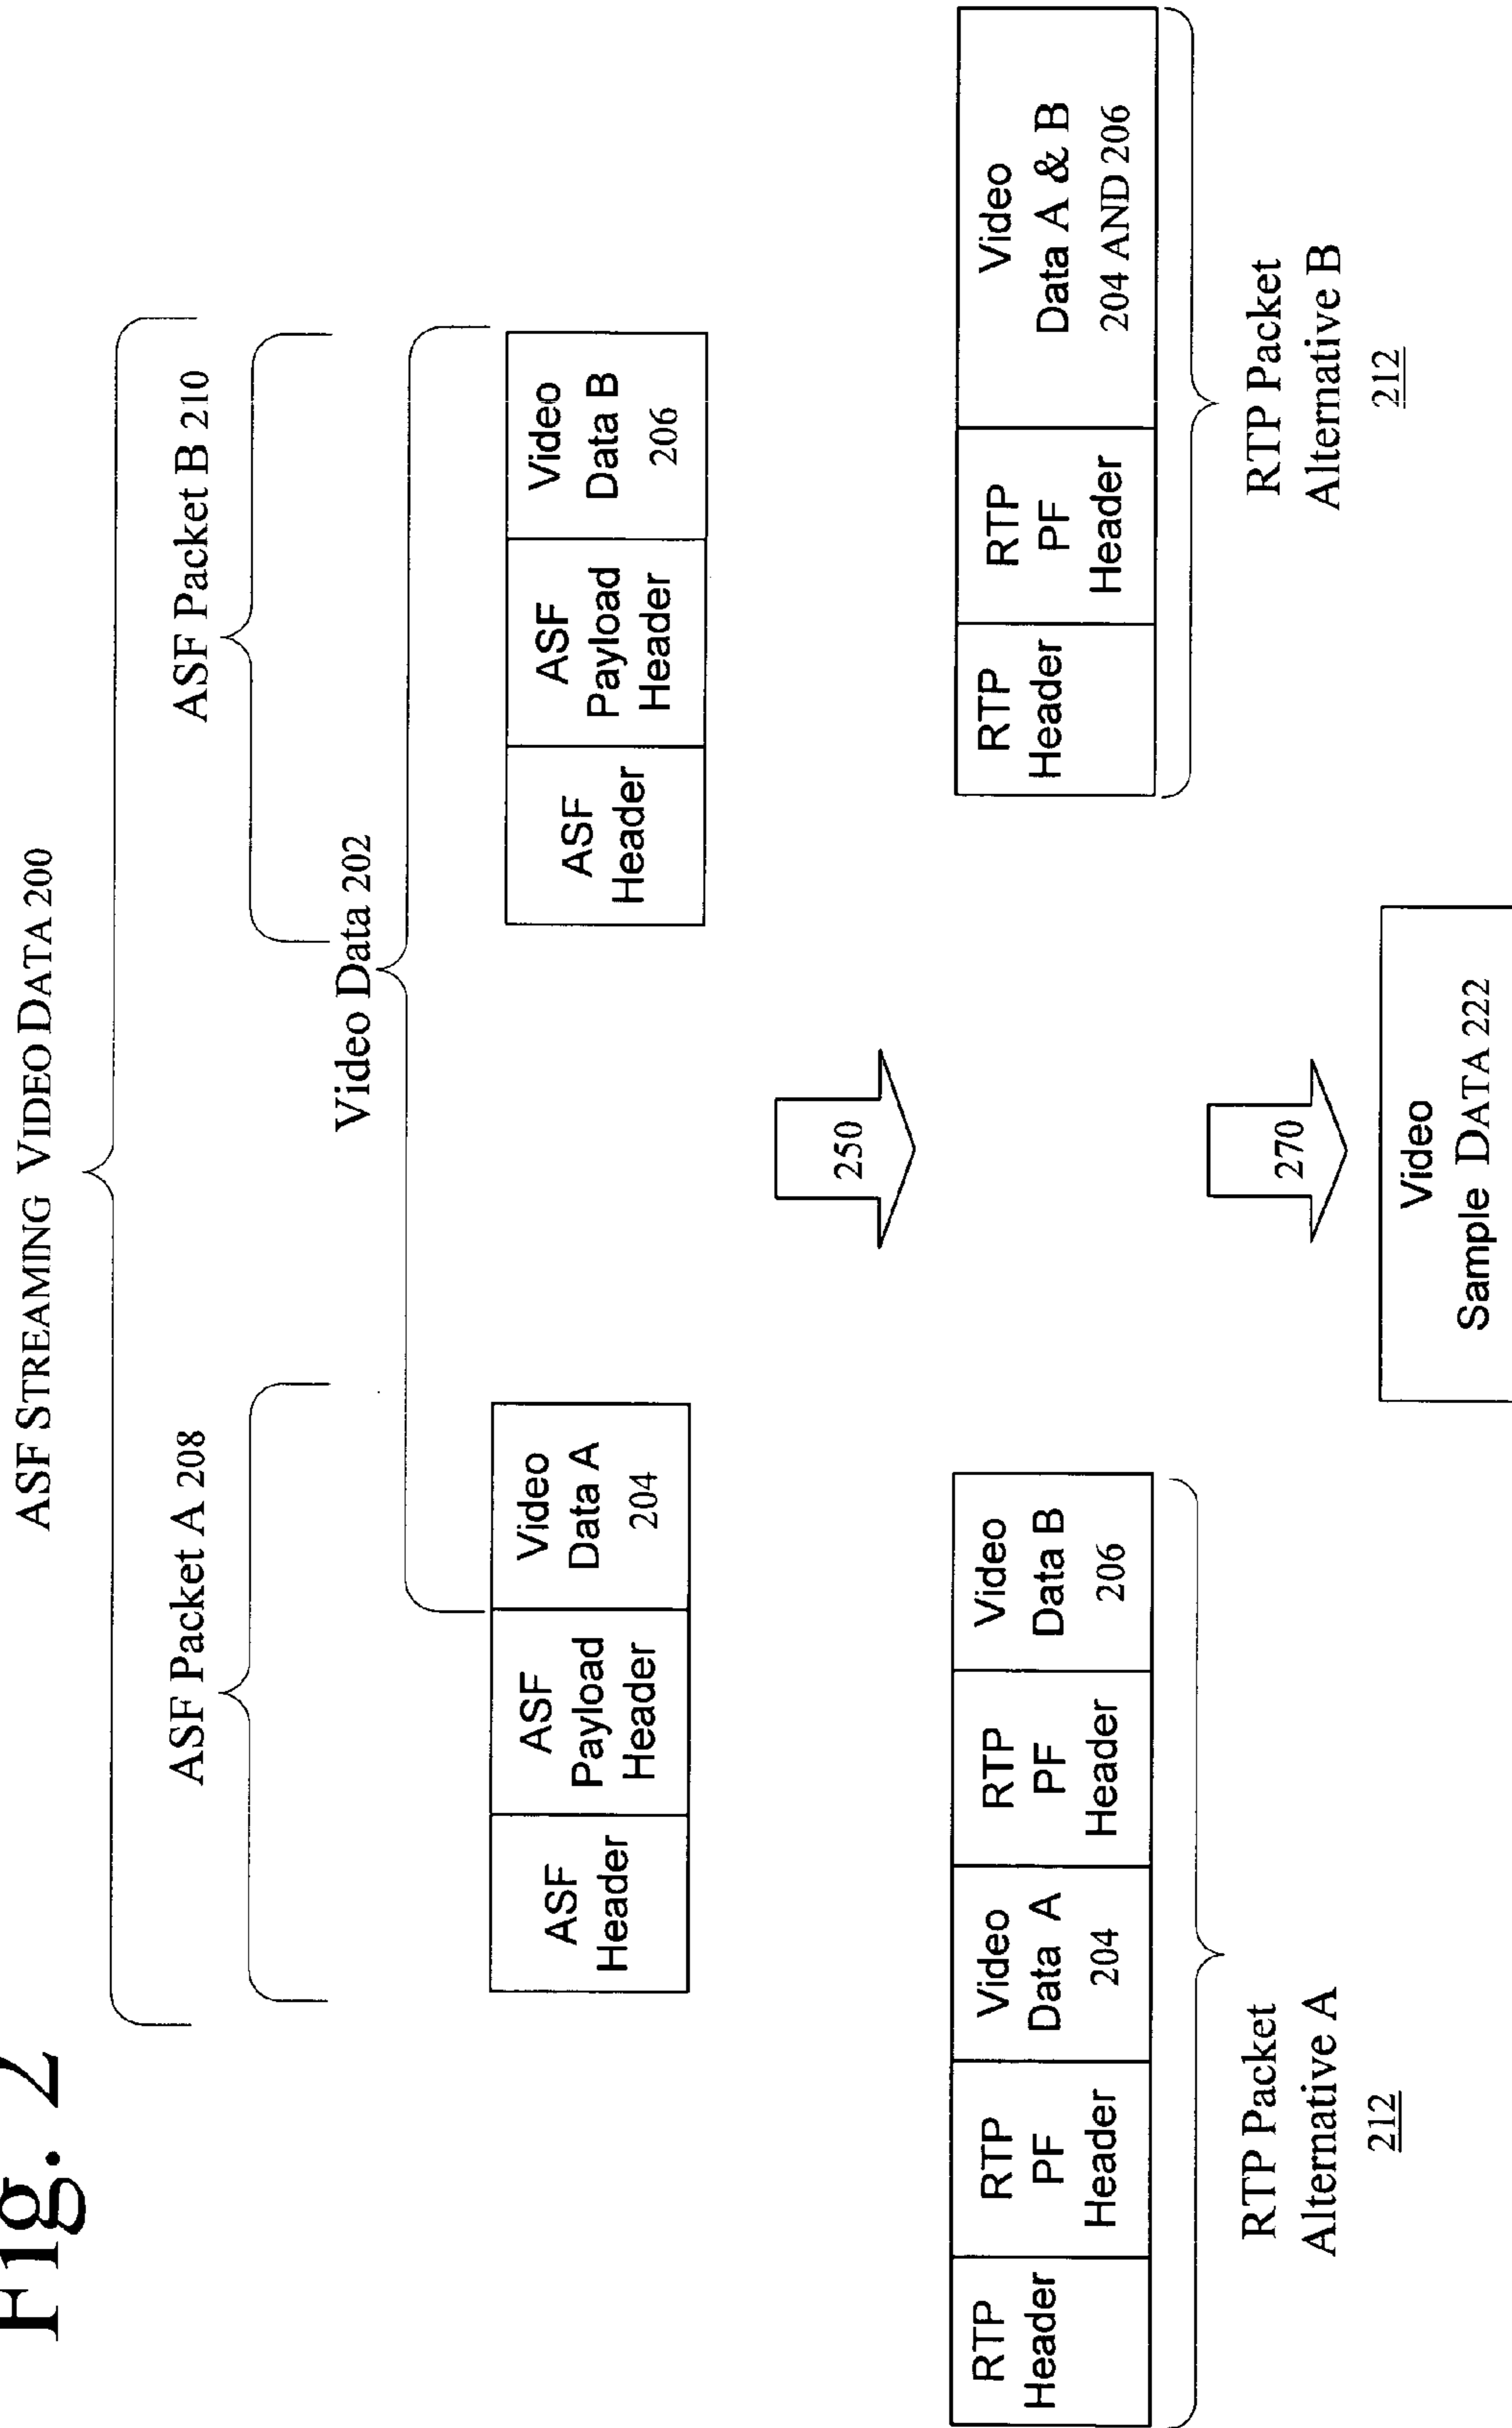 Fig. 2
ASF STREAMING VIDEO DATA 200
ASF Packet A 208
ASF Packet B 210
Video Data 202
ASF
Header
ASF
Payload
Header
Video
Data A
204
ASF
Header
ASF
Payload
Header
Video
Data B
206
250
RTP
Header
RTP
PF
Header
Video
Data A
204
RTP
PF
Header
Video
Data B
206
RTP
Header
RTP
PF
Header
Video
Data A & B
204 AND 206
RTP Packet
Alternative A
212
270
RTP Packet
Alternative B
212
Video
Sample DATA 222